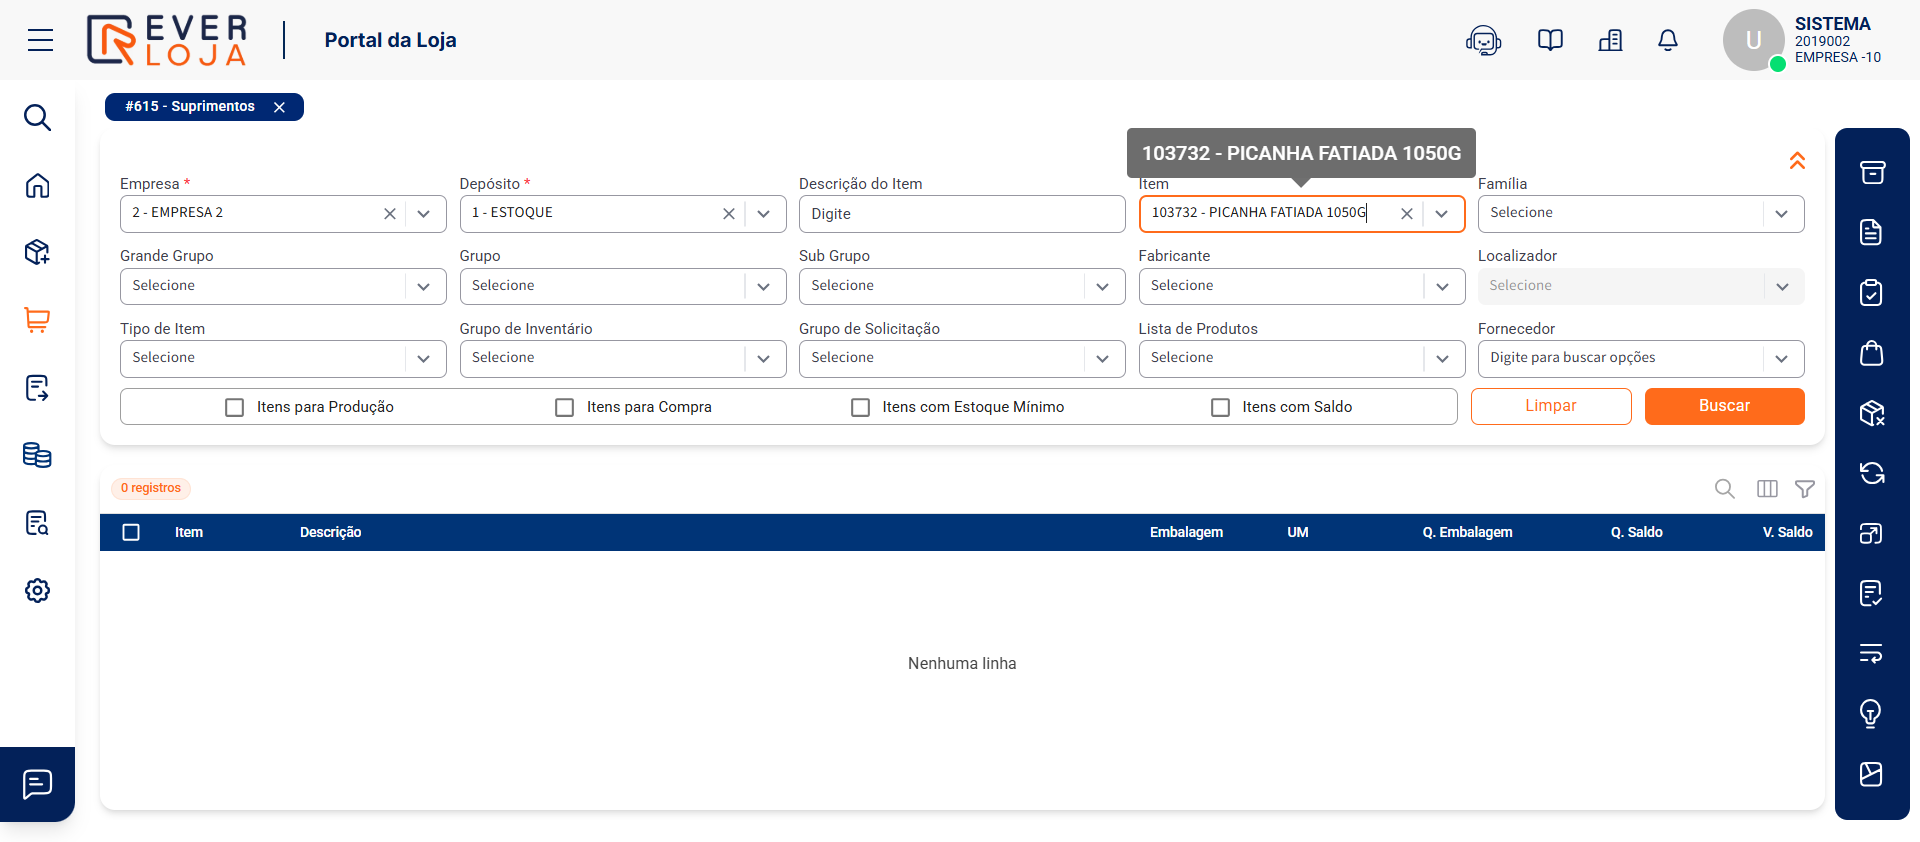 EVER
LOJA
Portal da Loja
U
SISTEMA
2019002
EMPRESA -10
#615 - Suprimentos
103732 - PICANHA FATIADA 1050G
Empresa *
Depósito *
Descrição do Item
Item
Família
2 - EMPRESA 2
1 - ESTOQUE
Digite
103732 - PICANHA FATIADA 1050G
Selecione
Grande Grupo
Grupo
Sub Grupo
Fabricante
Localizador
Selecione
Selecione
Selecione
Selecione
Selecione
Tipo de Item
Grupo de Inventário
Grupo de Solicitação
Lista de Produtos
Fornecedor
Selecione
Selecione
Selecione
Selecione
Digite para buscar opções
Itens para Produção
Itens para Compra
Itens com Estoque Mínimo
Itens com Saldo
Limpar
Buscar
0 registros
Item
Descrição
Embalagem
UM
Q. Embalagem
Q. Saldo
V. Saldo
Nenhuma linha